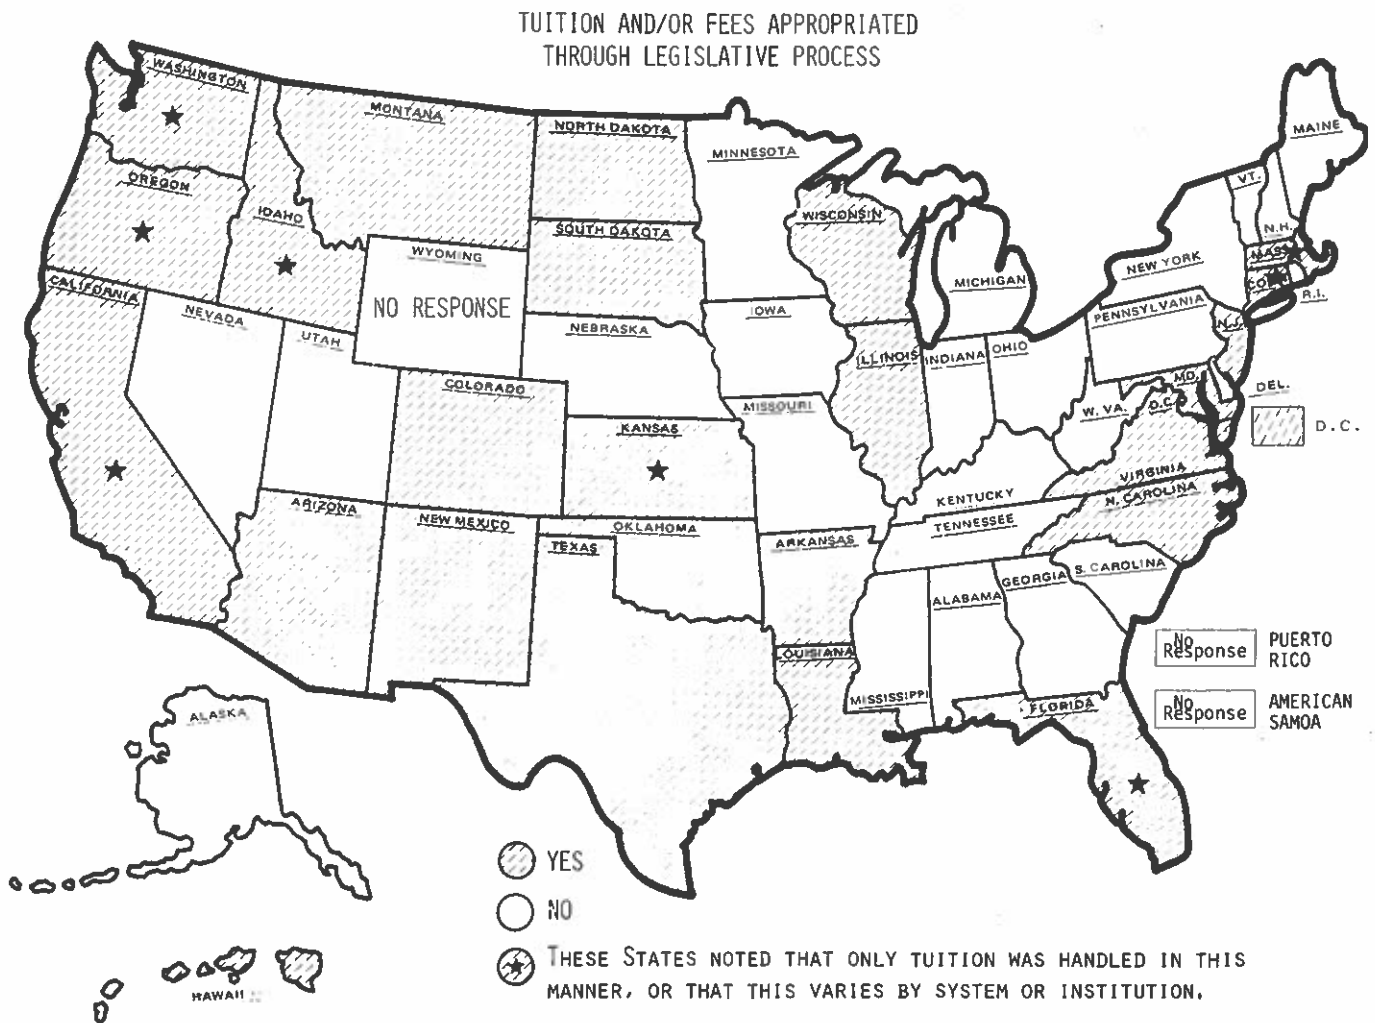 TUITION AND/OR FEES APPROPRIATED
THROUGH LEGISLATIVE PROCESS
WASHINGTON
MONTANA
NORTH DAKOTA
MINNESOTA
MAINE
OREGON
IDAHO
WYOMING
NO RESPONSE
SOUTH DAKOTA
WISCONSIN
MICHIGAN
NEW YORK
VT.
N.H.
MASS.
CONN
R.I.
CALIFORNIA
NEVADA
UTAH
COLORADO
NEBRASKA
IOWA
ILLINOIS
INDIANA
OHIO
PENNSYLVANIA
N.J.
MD.
DEL.
D.C.
D.C.
W. VA.
VIRGINIA
KANSAS
MISSOURI
KENTUCKY
N. CAROLINA
TENNESSEE
S. CAROLINA
ARIZONA
NEW MEXICO
OKLAHOMA
TEXAS
ARKANSAS
LOUISIANA
MISSISSIPPI
ALABAMA
GEORGIA
FLORIDA
No
Response
PUERTO
RICO
No
Response
AMERICAN
SAMOA
ALASKA
HAWAII
YES
NO
THESE STATES NOTED THAT ONLY TUITION WAS HANDLED IN THIS
MANNER, OR THAT THIS VARIES BY SYSTEM OR INSTITUTION.